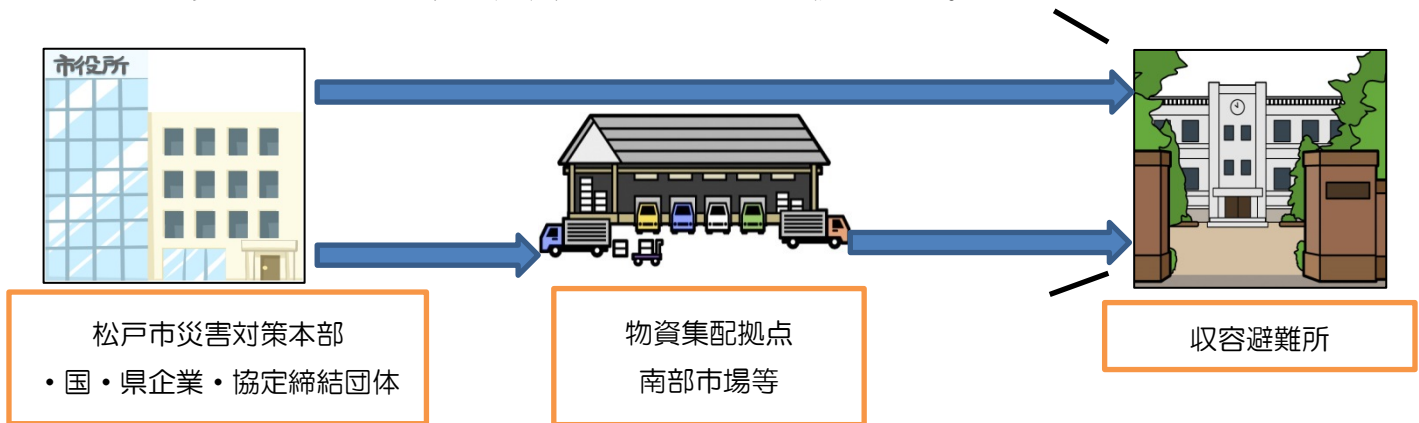 市役所
松戸市災害対策本部
・国・県企業・協定締結団体
物資集配拠点
南部市場等
収容避難所